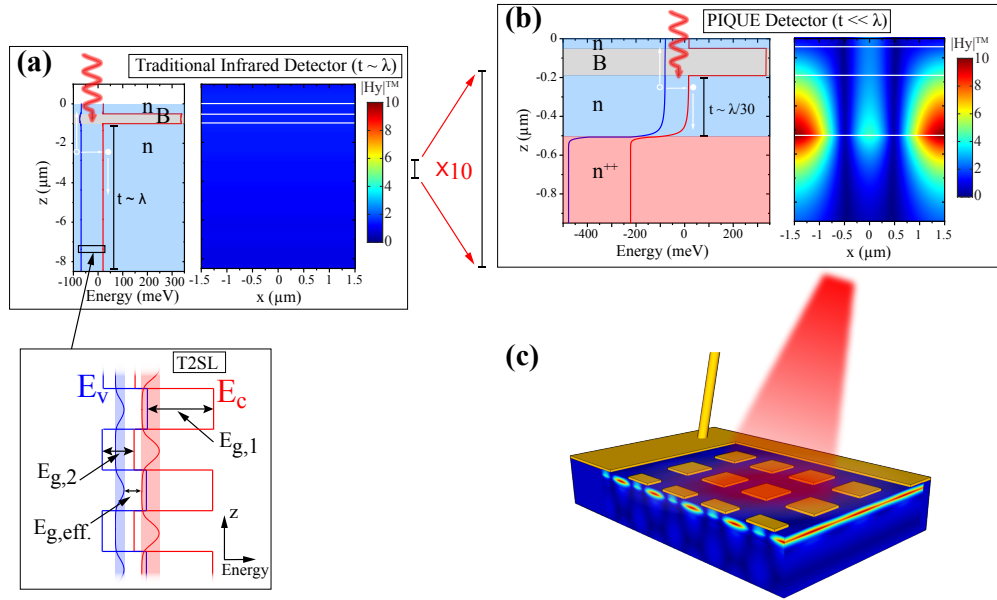 (a)
Traditional Infrared Detector (t ~ λ)
n
B
n
t ~ λ
0
-2
-4
-6
-8
z (μm)
-100 0 100 200 300
Energy (meV)
|Hy|ᵀᴹ
10
8
6
4
2
0
-1.5 -1 -0.5 0 0.5 1 1.5
x (μm)
x10
(b)
PIQUE Detector (t << λ)
n
B
n
t ~ λ/30
n⁺⁺
0
-0.2
-0.4
-0.6
-0.8
z (μm)
-400 -200 0 200
Energy (meV)
|Hy|ᵀᴹ
10
8
6
4
2
0
-1.5 -1 -0.5 0 0.5 1 1.5
x (μm)
T2SL
Eᵥ
E_c
E_g,1
E_g,2
E_g,eff.
z
Energy
(c)